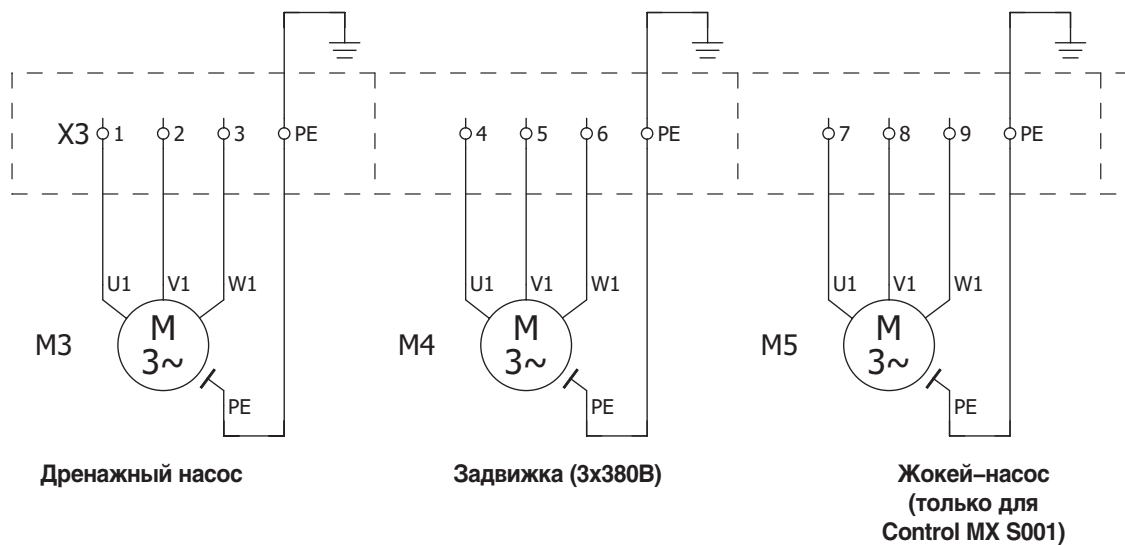 X3 1 2 3 PE 4 5 6 PE 7 8 9 PE
U1 V1 W1 U1 V1 W1 U1 V1 W1
M3 M 3~ M4 M 3~ M5 M 3~
PE PE PE
Дренажный насос
Задвижка (3x380В)
Жокей–насос
(только для
Control MX S001)